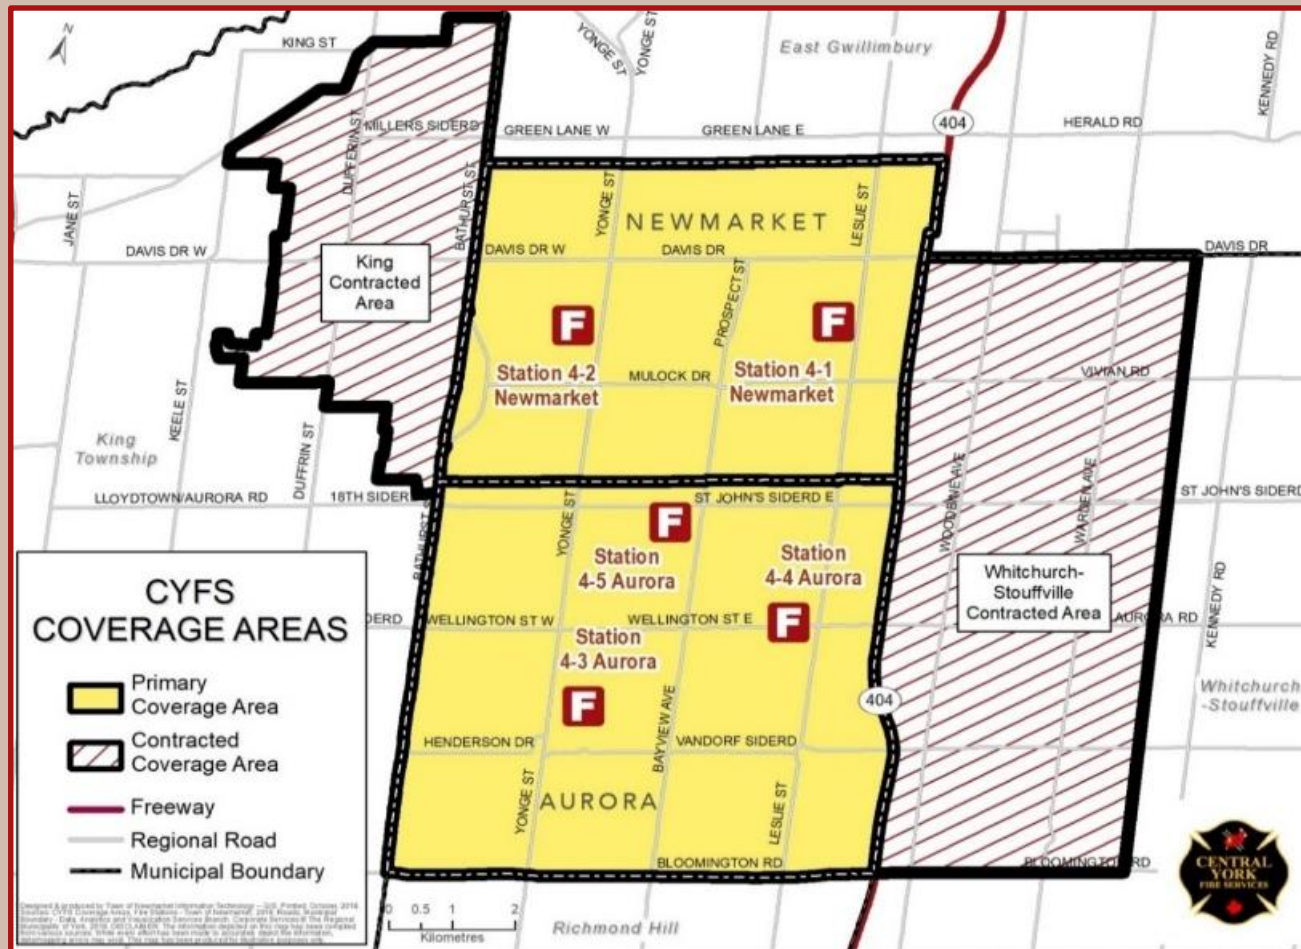 N
KING ST
YONGE ST
YONGE ST
East Gwillimbury
KENNEDY RD
MILLERS SIDERD
GREEN LANE W
GREEN LANE E
404
HERALD RD
JANE ST
DUFFERIN ST
BATHURST ST
YONGE ST
NEWMARKET
LESLIE ST
DAVIS DR W
DAVIS DR W
DAVIS DR
DAVIS DR
King
Contracted
Area
PROSPECT ST
F
F
Station 4-2
Newmarket
MULOCK DR
Station 4-1
Newmarket
VIVIAN RD
KEELE ST
King
Township
DUFFRIN ST
LLOYDTOWN/AURORA RD
18TH SIDER
BATHURST S
YONGE ST
ST JOHN'S SIDERD E
WOODBINE AVE
WARDEN AVE
ST JOHN'S SIDERD
F
Station
4-5 Aurora
Station
4-4 Aurora
Whitchurch-
Stouffville
Contracted Area
KENNEDY RD
DERD
WELLINGTON ST W
WELLINGTON ST E
F
AURORA RD
Station
4-3 Aurora
F
404
Whitchurch
-Stouffville
HENDERSON DR
BAYVIEW AVE
VANDORF SIDERD
YONGE ST
AURORA
LESLIE ST
BLOOMINGTON RD
BLOOMINGTON RD
CYFS
COVERAGE AREAS
Primary
Coverage Area
Contracted
Coverage Area
Freeway
Regional Road
Municipal Boundary
0 0.5 1 2
Kilometres
Richmond Hill
CENTRAL
YORK
FIRE SERVICES